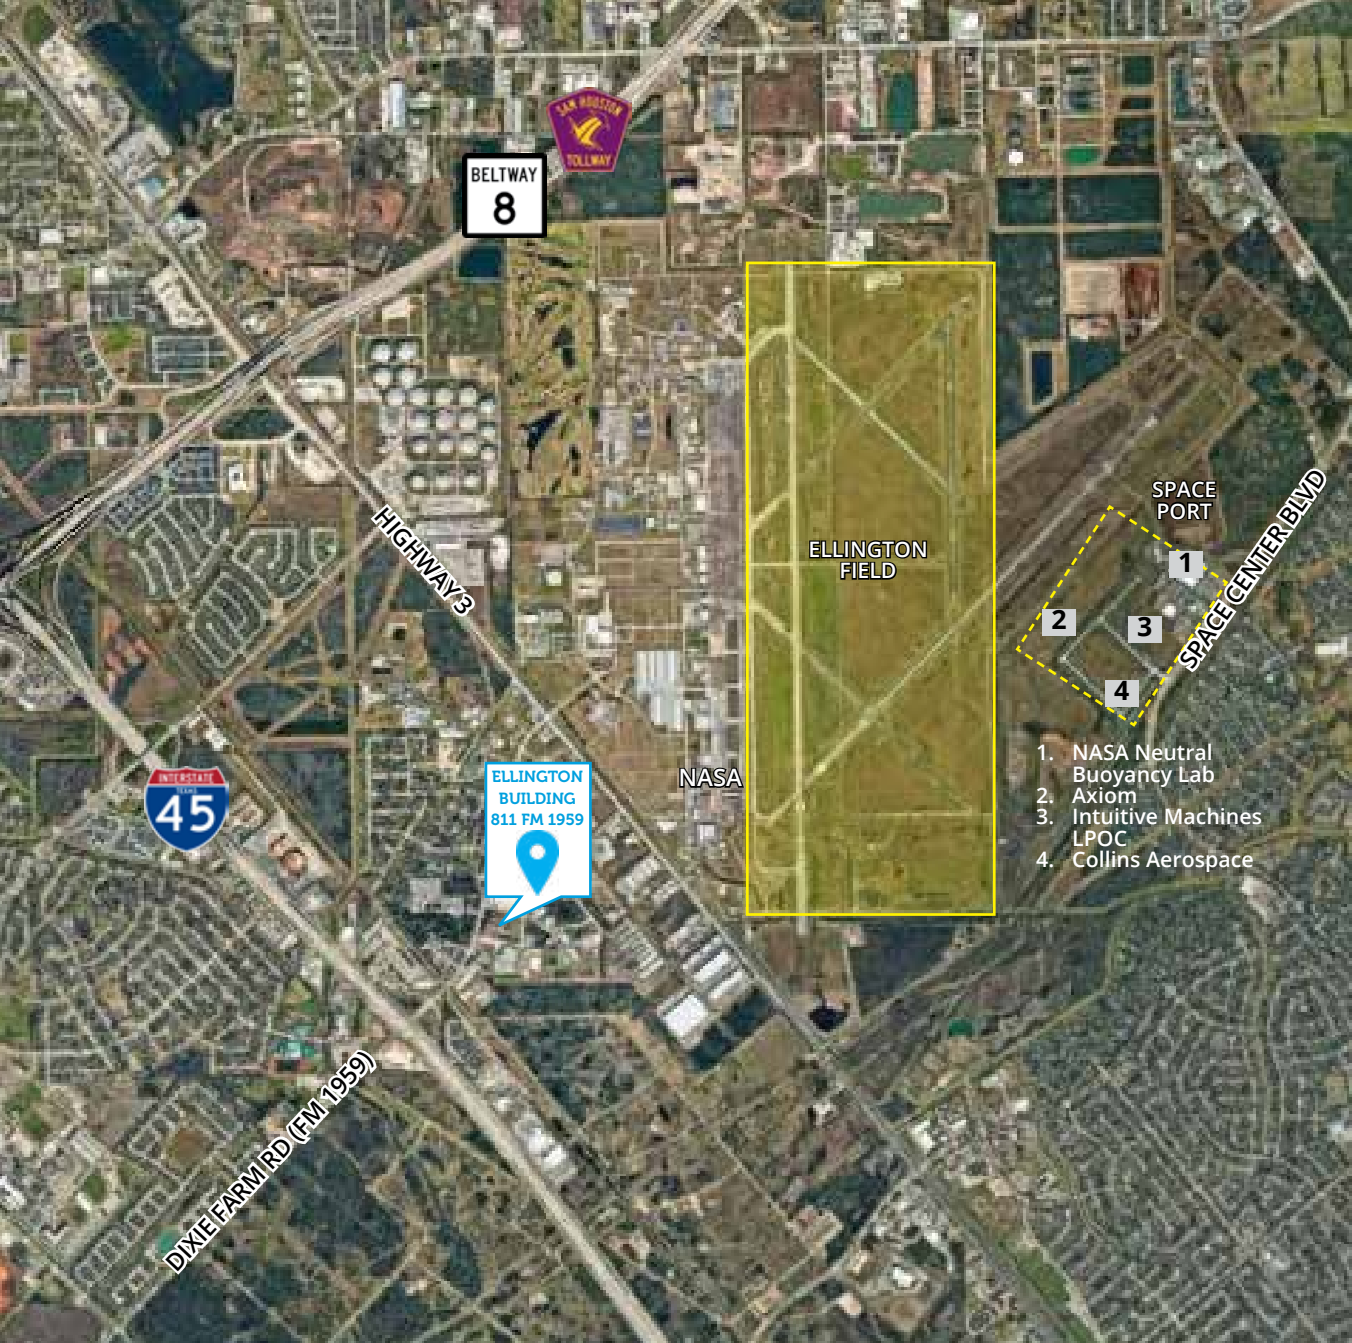 SAM HOUSTON
TOLLWAY
BELTWAY
8
HIGHWAY 3
ELLINGTON
FIELD
SPACE
PORT
SPACE CENTER BLVD
1
2
3
4
NASA
1. NASA Neutral
Buoyancy Lab
2. Axiom
3. Intuitive Machines
LPOC
4. Collins Aerospace
ELLINGTON
BUILDING
811 FM 1959
INTERSTATE
TEXAS
45
DIXIE FARM RD (FM 1959)